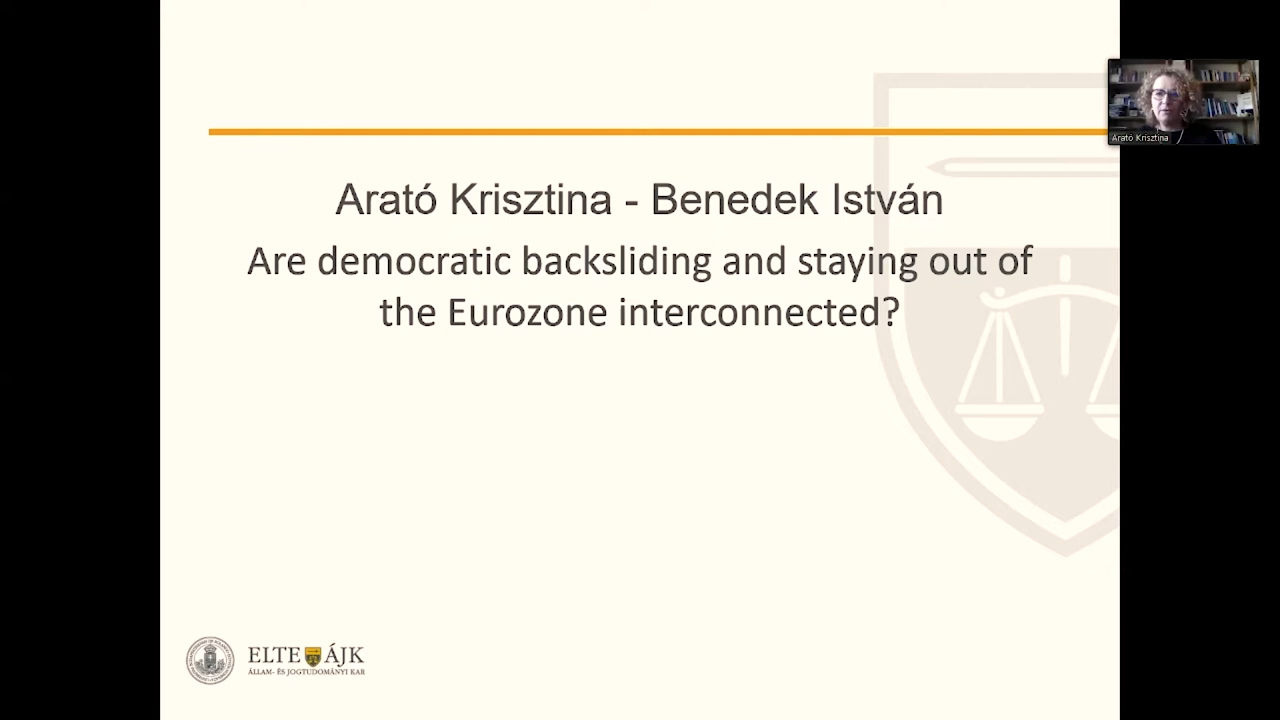 Arató Krisztina - Benedek István
Are democratic backsliding and staying out of
the Eurozone interconnected?
Arató Krisztina
ELTE ÁJK
ÁLLAM- ÉS JOGTUDOMÁNYI KAR